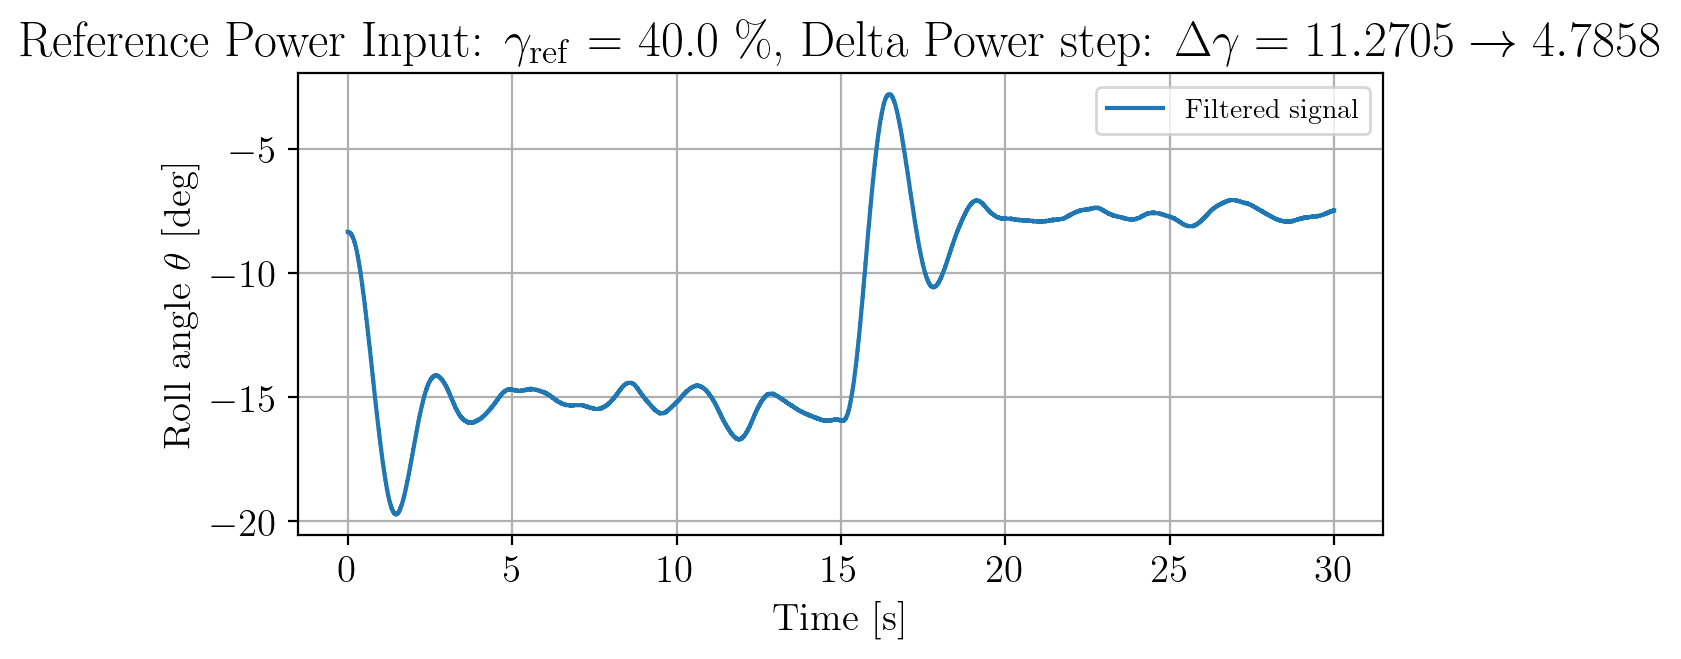 Reference Power Input: γref = 40.0 %, Delta Power step: Δγ = 11.2705 → 4.7858
Filtered signal
Roll angle θ [deg]
−5
−10
−15
−20
0 5 10 15 20 25 30
Time [s]